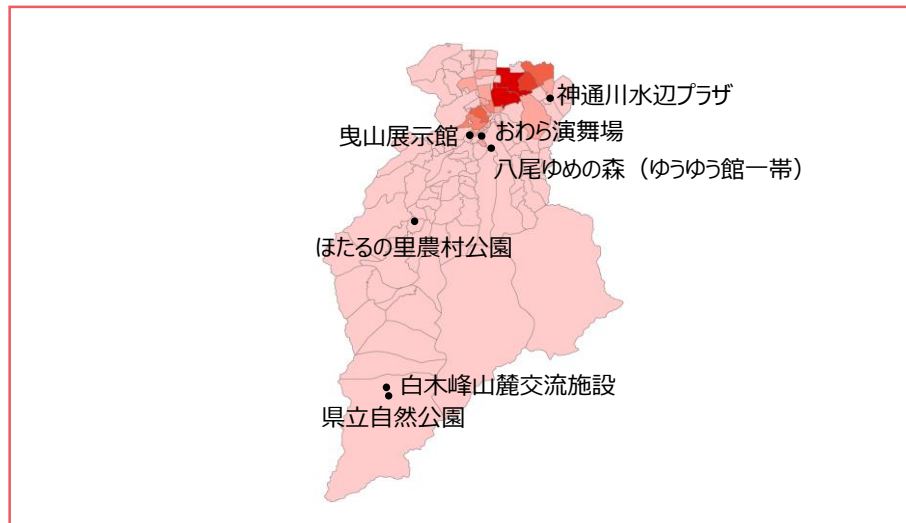 神通川水辺プラザ
曳山展示館
おわら演舞場
八尾ゆめの森（ゆうゆう館一帯）
ほたるの里農村公園
白木峰山麓交流施設
県立自然公園